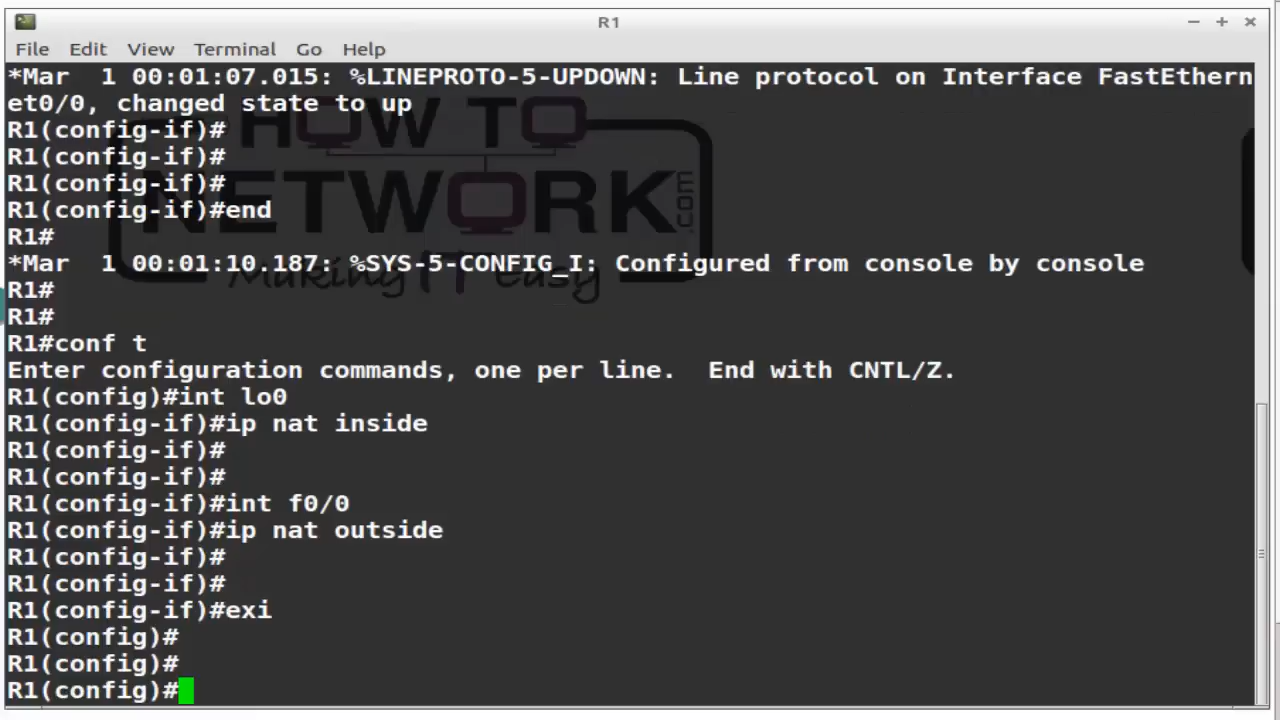 R1
File Edit View Terminal Go Help
*Mar  1 00:01:07.015: %LINEPROTO-5-UPDOWN: Line protocol on Interface FastEthern
et0/0, changed state to up
R1(config-if)#
R1(config-if)#
R1(config-if)#
R1(config-if)#end
R1#
*Mar  1 00:01:10.187: %SYS-5-CONFIG_I: Configured from console by console
R1#
R1#
R1#conf t
Enter configuration commands, one per line.  End with CNTL/Z.
R1(config)#int lo0
R1(config-if)#ip nat inside
R1(config-if)#
R1(config-if)#
R1(config-if)#int f0/0
R1(config-if)#ip nat outside
R1(config-if)#
R1(config-if)#
R1(config-if)#exi
R1(config)#
R1(config)#
R1(config)#
HOW TO
NETWORK.com
Making IT Easy